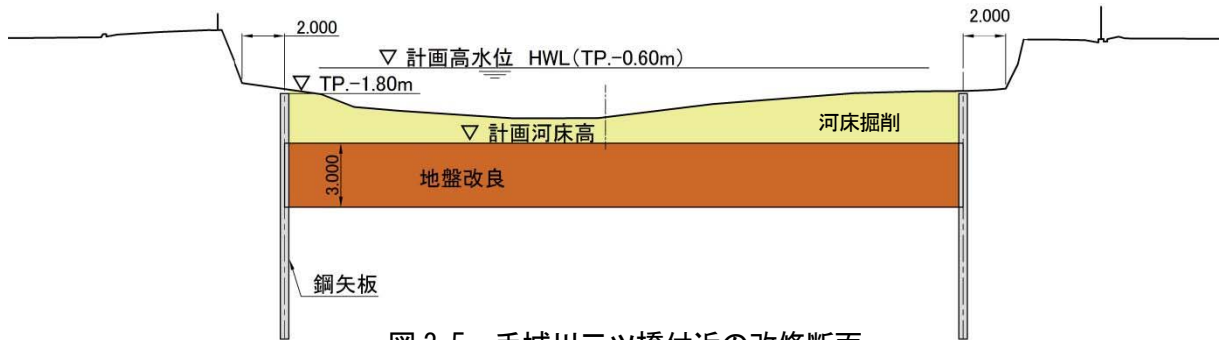 2.000
2.000
▽ 計画高水位 HWL(TP.-0.60m)
▽ TP.-1.80m
河床掘削
▽ 計画河床高
3.000
地盤改良
鋼矢板